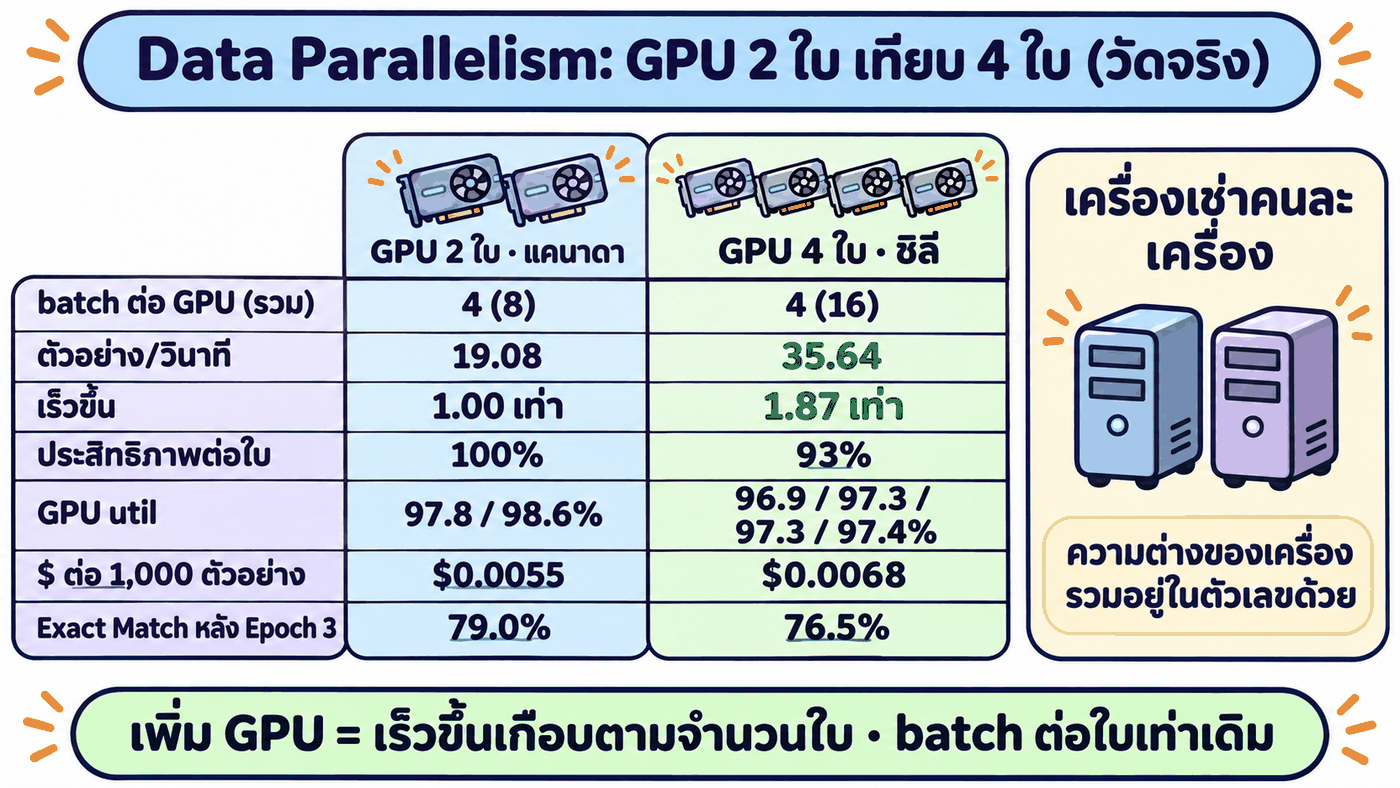 Data Parallelism: GPU 2 ใบ เทียบ 4 ใบ (วัดจริง)
GPU 2 ใบ · แคนาดา
GPU 4 ใบ · ชิลี
batch ต่อ GPU (รวม)
4 (8)
4 (16)
ตัวอย่าง/วินาที
19.08
35.64
เร็วขึ้น
1.00 เท่า
1.87 เท่า
ประสิทธิภาพต่อใบ
100%
93%
GPU util
97.8 / 98.6%
96.9 / 97.3 /
97.3 / 97.4%
$ ต่อ 1,000 ตัวอย่าง
$0.0055
$0.0068
Exact Match หลัง Epoch 3
79.0%
76.5%
เครื่องเช่าคนละ
เครื่อง
ความต่างของเครื่อง
รวมอยู่ในตัวเลขด้วย
เพิ่ม GPU = เร็วขึ้นเกือบตามจำนวนใบ · batch ต่อใบเท่าเดิม